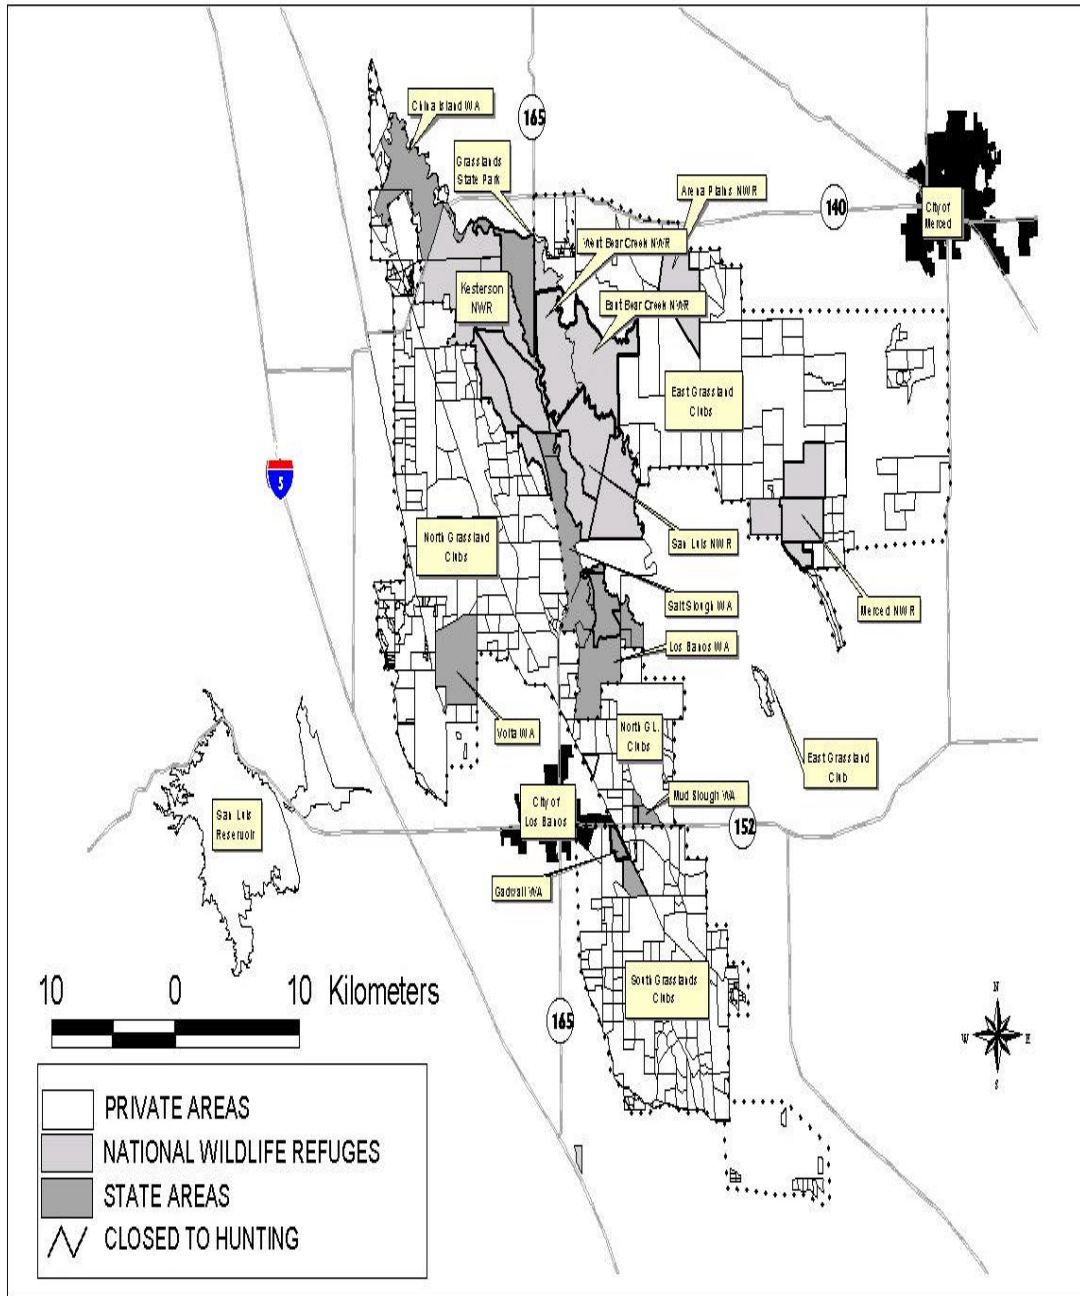 China Island WA
165
Grasslands
State Park
Arena Plains NWR
140
City of
Merced
West Bear Creek NWR
Kesterson
NWR
East Bear Creek NWR
East Grassland
Clubs
5
North Grassland
Clubs
San Luis NWR
Salt Slough WA
Merced NWR
Los Banos WA
Volta WA
North G.L.
Clubs
East Grassland
Club
Mud Slough WA
San Luis
Reservoir
City of
Los Banos
152
Gadwall WA
South Grasslands
Clubs
10 0 10 Kilometers
165
N
W E
S
PRIVATE AREAS
NATIONAL WILDLIFE REFUGES
STATE AREAS
CLOSED TO HUNTING